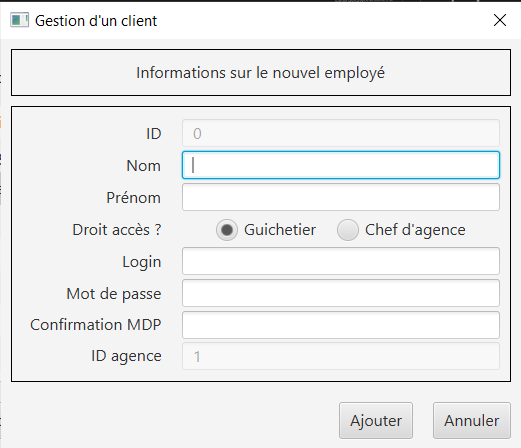 Gestion d'un client
Informations sur le nouvel employé
ID 0
Nom
Prénom
Droit accès ? Guichetier Chef d'agence
Login
Mot de passe
Confirmation MDP
ID agence 1
Ajouter Annuler